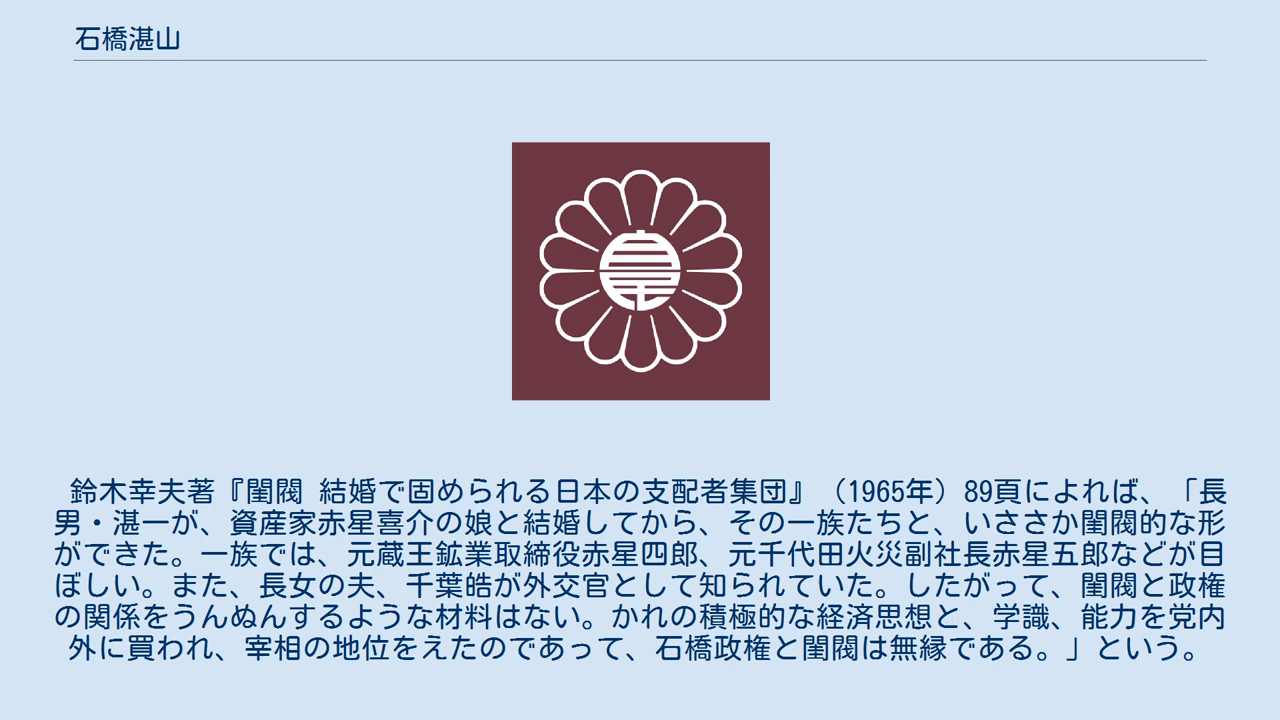 石橋湛山
鈴木幸夫著『閨閥 結婚で固められる日本の支配者集団』（1965年）89頁によれば、「長
男・湛一が、資産家赤星喜介の娘と結婚してから、その一族たちと、いささか閨閥的な形
ができた。一族では、元蔵王鉱業取締役赤星四郎、元千代田火災副社長赤星五郎などが目
ぼしい。また、長女の夫、千葉皓が外交官として知られていた。したがって、閨閥と政権
の関係をうんぬんするような材料はない。かれの積極的な経済思想と、学識、能力を党内
外に買われ、宰相の地位をえたのであって、石橋政権と閨閥は無縁である。」という。